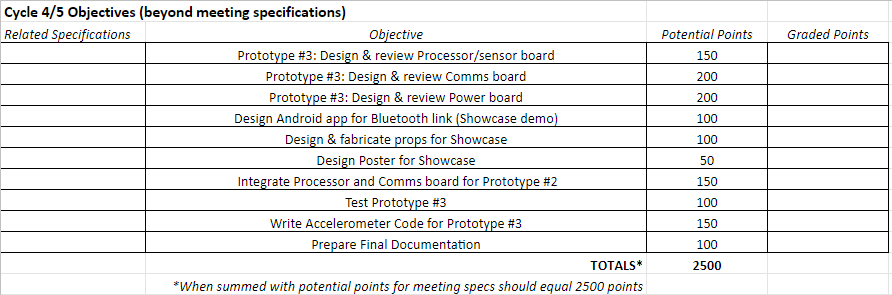 Cycle 4/5 Objectives (beyond meeting specifications)
Related Specifications Objective Potential Points Graded Points
Prototype #3: Design & review Processor/sensor board 150
Prototype #3: Design & review Comms board 200
Prototype #3: Design & review Power board 200
Design Android app for Bluetooth link (Showcase demo) 100
Design & fabricate props for Showcase 100
Design Poster for Showcase 50
Integrate Processor and Comms board for Prototype #2 150
Test Prototype #3 100
Write Accelerometer Code for Prototype #3 150
Prepare Final Documentation 100
TOTALS* 2500
*When summed with potential points for meeting specs should equal 2500 points